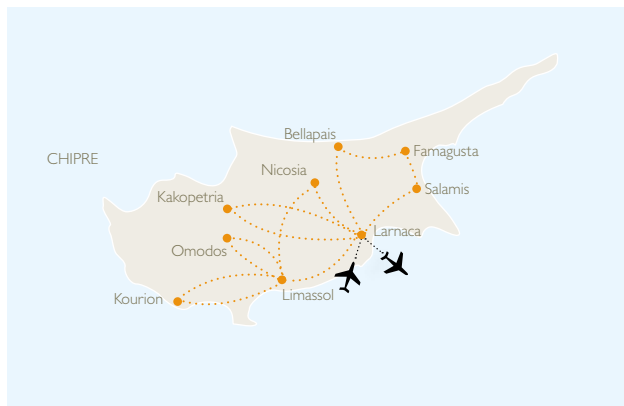 Bellapais
Famagusta
CHIPRE
Nicosia
Salamis
Kakopetria
Larnaca
Omodos
Limassol
Kourion